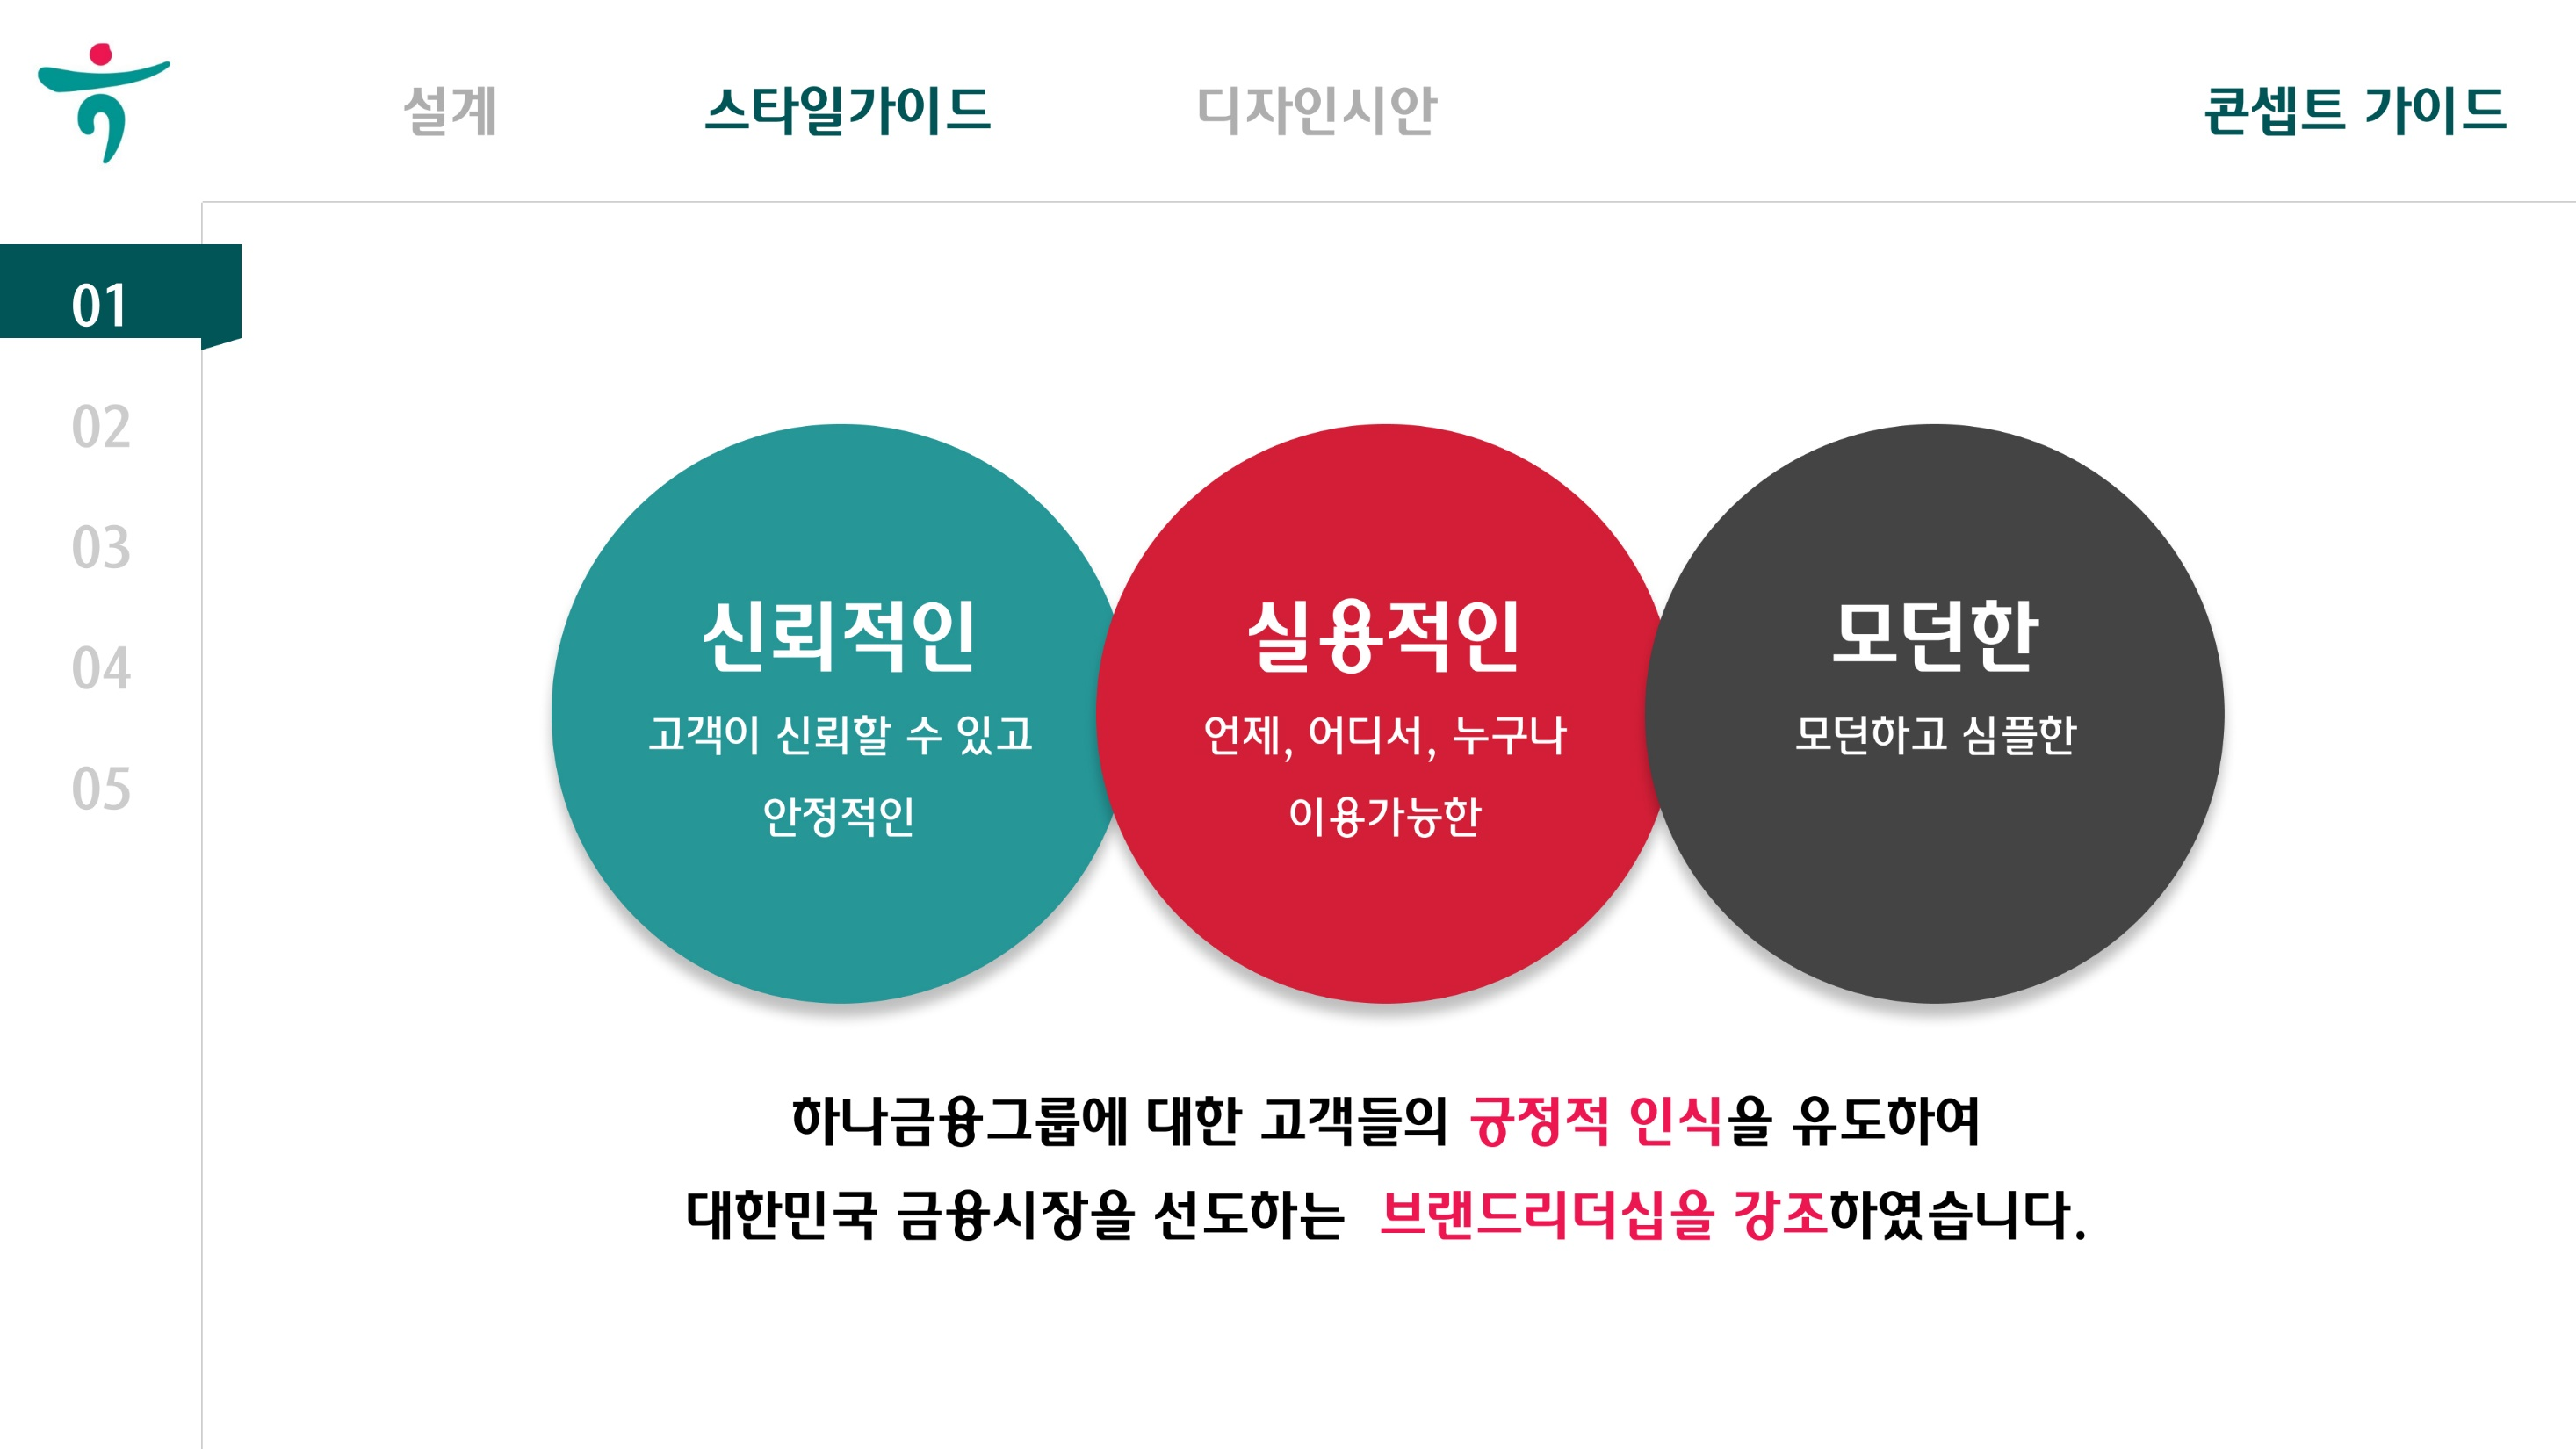 설계
스타일가이드
디자인시안
콘셉트 가이드
01
02
03
04
05
신뢰적인
고객이 신뢰할 수 있고
안정적인
실용적인
언제, 어디서, 누구나
이용가능한
모던한
모던하고 심플한
하나금융그룹에 대한 고객들의 긍정적 인식을 유도하여
대한민국 금융시장을 선도하는 브랜드리더십을 강조하였습니다.